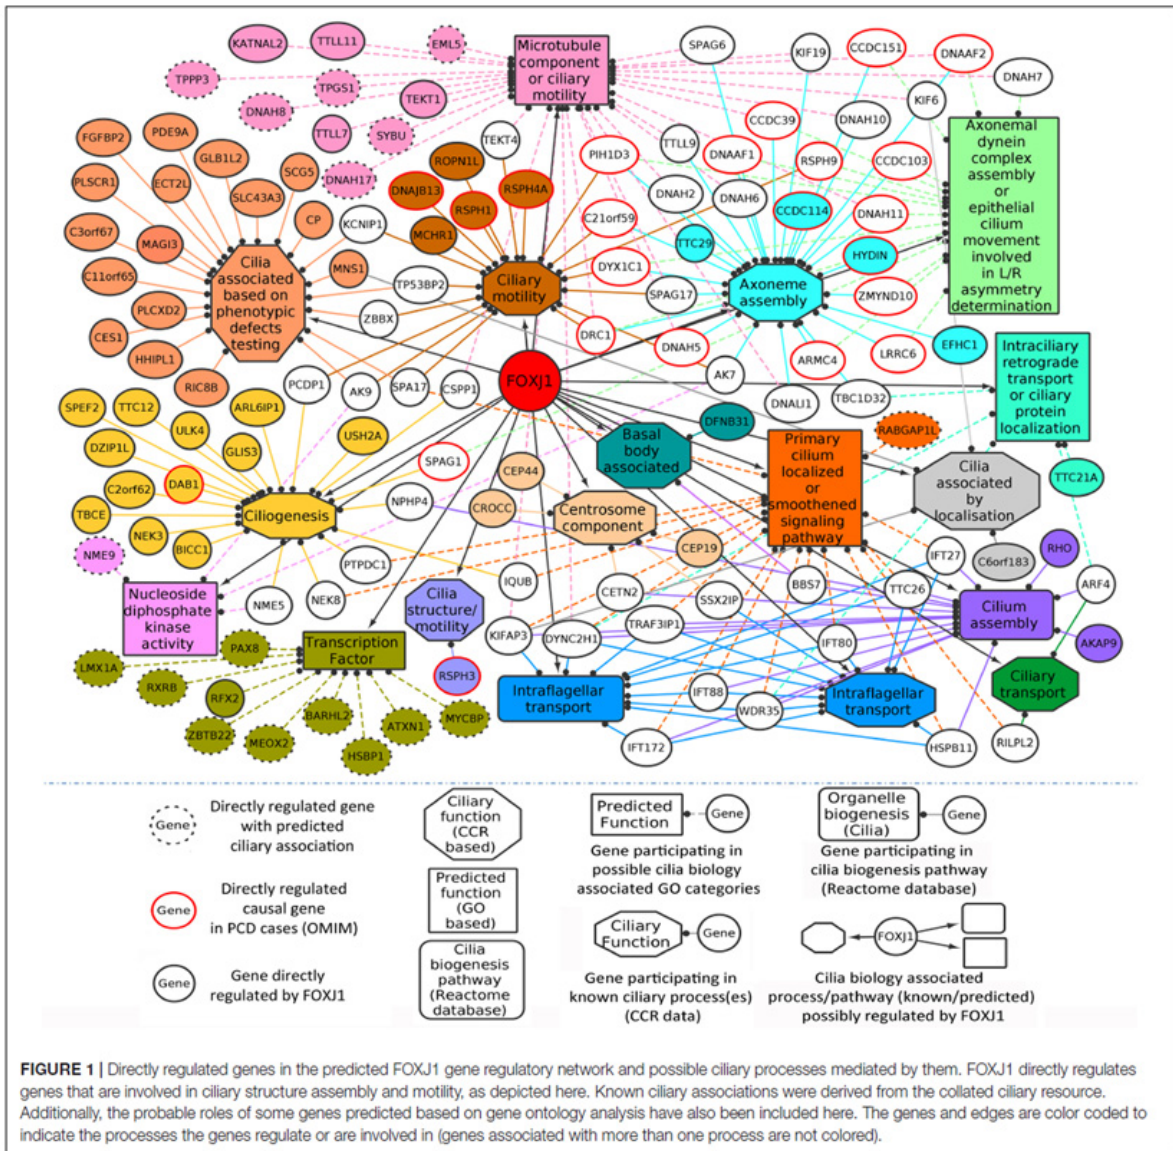 KATNAL2
TTLL11
EML5
Microtubule
component
or ciliary
motility
SPAG6
KIF19
CCDC151
DNAAF2
TPPP3
TPGS1
DNAH7
DNAH8
TEKT1
KIF6
TTLL7
SYBU
DNAH17
TEKT4
CCDC39
DNAH10
FGFBP2
PDE9A
GLB1L2
SCG5
PLSCR1
ECT2L
SLC43A3
CP
C3orf67
MAGI3
KCNIP1
C11orf65
MNS1
PLCXD2
TP53BP2
CES1
ZBBX
HHIPL1
RIC8B
Cilia
associated
based on
phenotypic
defects
testing
ROPN1L
DNAJB13
RSPH4A
RSPH1
MCHR1
Ciliary
motility
PIH1D3
TTLL9
DNAAF1
RSPH9
CCDC103
DNAH2
DNAH6
C21orf59
CCDC114
DNAH11
TTC29
HYDIN
DYX1C1
SPAG17
Axoneme
assembly
ZMYND10
DRC1
DNAH5
LRRC6
EFHC1
ARMC4
AK7
DNALI1
TBC1D32
Axonemal
dynein
complex
assembly
or
epithelial
cilium
movement
involved
in L/R
asymmetry
determination
Intraciliary
retrograde
transport
or ciliary
protein
localization
FOXJ1
PCDP1
AK9
SPA17
CSPP1
SPEF2
TTC12
ARL6IP1
ULK4
USH2A
DZIP1L
GLIS3
DAB1
C2orf62
TBCE
NEK3
BICC1
Ciliogenesis
SPAG1
NPHP4
CEP44
CROCC
Basal
body
associated
DFNB31
RABGAP1L
Primary
cilium
localized
or
smoothened
signaling
pathway
Cilia
associated
by
localisation
TTC21A
C6orf183
Centrosome
component
CEP19
NME9
Nucleoside
diphosphate
kinase
activity
NME5
NEK8
PTPDC1
IQUB
Cilia
structure/
motility
RSPH3
CETN2
SSX2IP
BBS7
TTC26
IFT27
RHO
ARF4
Cilium
assembly
AKAP9
KIFAP3
DYNC2H1
TRAF3IP1
IFT80
Ciliary
transport
Intraflagellar
transport
IFT88
WDR35
Intraflagellar
transport
IFT172
HSPB11
RILPL2
LMX1A
PAX8
Transcription
Factor
RXRB
RFX2
ZBTB22
BARHL2
MYCBP
MEOX2
ATXN1
HSBP1
Gene
Directly regulated gene
with predicted
ciliary association
Gene
Directly regulated
causal gene
in PCD cases (OMIM)
Gene
Gene directly
regulated by FOXJ1
Ciliary
function
(CCR
based)
Predicted
function
(GO
based)
Cilia
biogenesis
pathway
(Reactome
database)
Predicted
Function
Gene
Gene participating in
possible cilia biology
associated GO categories
Ciliary
Function
Gene
Gene participating in
known ciliary process(es)
(CCR data)
Organelle
biogenesis
(Cilia)
Gene
Gene participating in
cilia biogenesis pathway
(Reactome database)
FOXJ1
Cilia biology associated
process/pathway (known/predicted)
possibly regulated by FOXJ1
FIGURE 1 | Directly regulated genes in the predicted FOXJ1 gene regulatory network and possible ciliary processes mediated by them. FOXJ1 directly regulates
genes that are involved in ciliary structure assembly and motility, as depicted here. Known ciliary associations were derived from the collated ciliary resource.
Additionally, the probable roles of some genes predicted based on gene ontology analysis have also been included here. The genes and edges are color coded to
indicate the processes the genes regulate or are involved in (genes associated with more than one process are not colored).